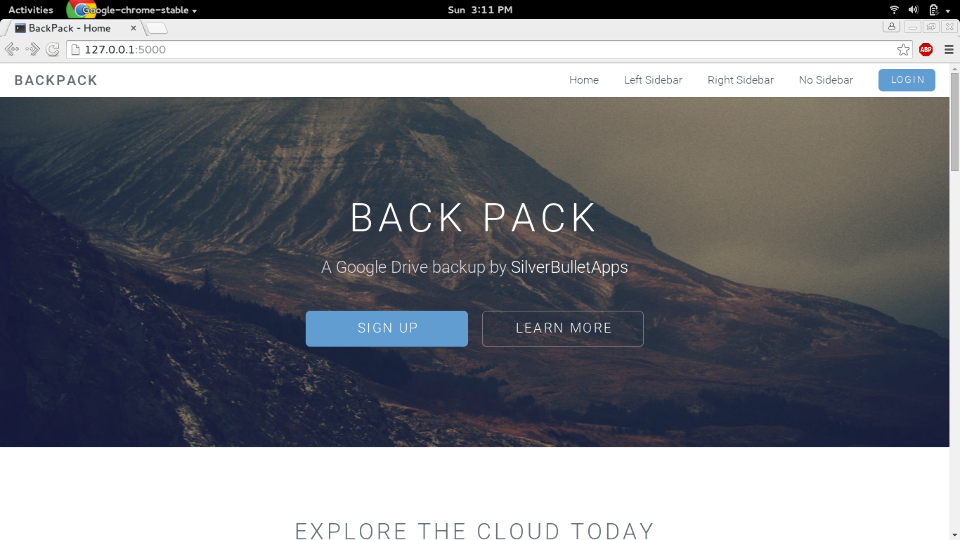 Activities Google-chrome-stable Sun 3:11 PM
BackPack - Home
127.0.0.1:5000 ABP
BACKPACK Home Left Sidebar Right Sidebar No Sidebar LOGIN
BACK PACK
A Google Drive backup by SilverBulletApps
SIGN UP LEARN MORE
EXPLORE THE CLOUD TODAY